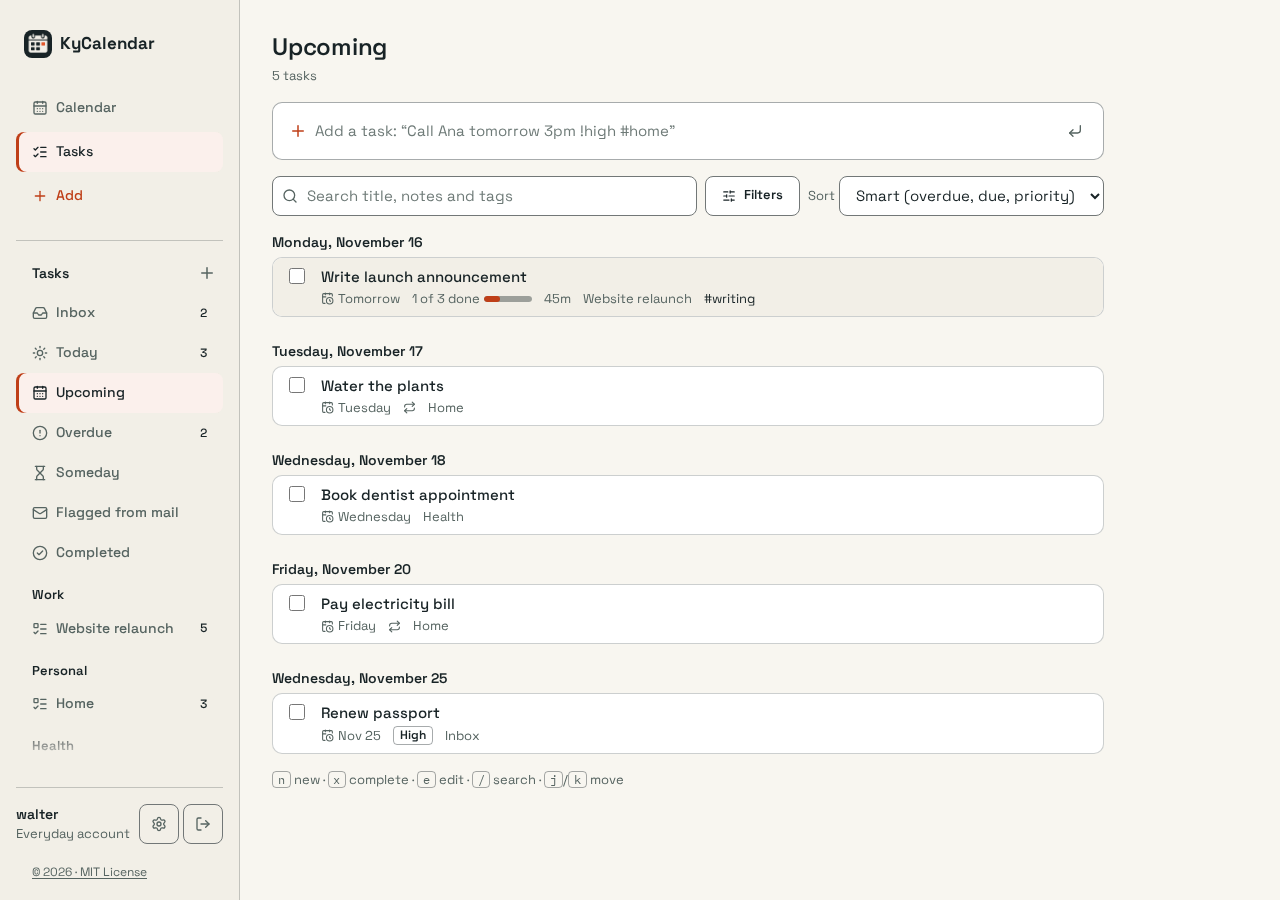 KyCalendar
Calendar
Tasks
Add
Tasks
Inbox 2
Today 3
Upcoming
Overdue 2
Someday
Flagged from mail
Completed
Work
Website relaunch 5
Personal
Home 3
Health
walter
Everyday account
© 2026 · MIT License
Upcoming
5 tasks
Add a task: “Call Ana tomorrow 3pm !high #home”
Search title, notes and tags
Filters
Sort
Smart (overdue, due, priority)
Monday, November 16
Write launch announcement
Tomorrow 1 of 3 done 45m Website relaunch #writing
Tuesday, November 17
Water the plants
Tuesday Home
Wednesday, November 18
Book dentist appointment
Wednesday Health
Friday, November 20
Pay electricity bill
Friday Home
Wednesday, November 25
Renew passport
Nov 25 High Inbox
n new · x complete · e edit · / search · j/k move